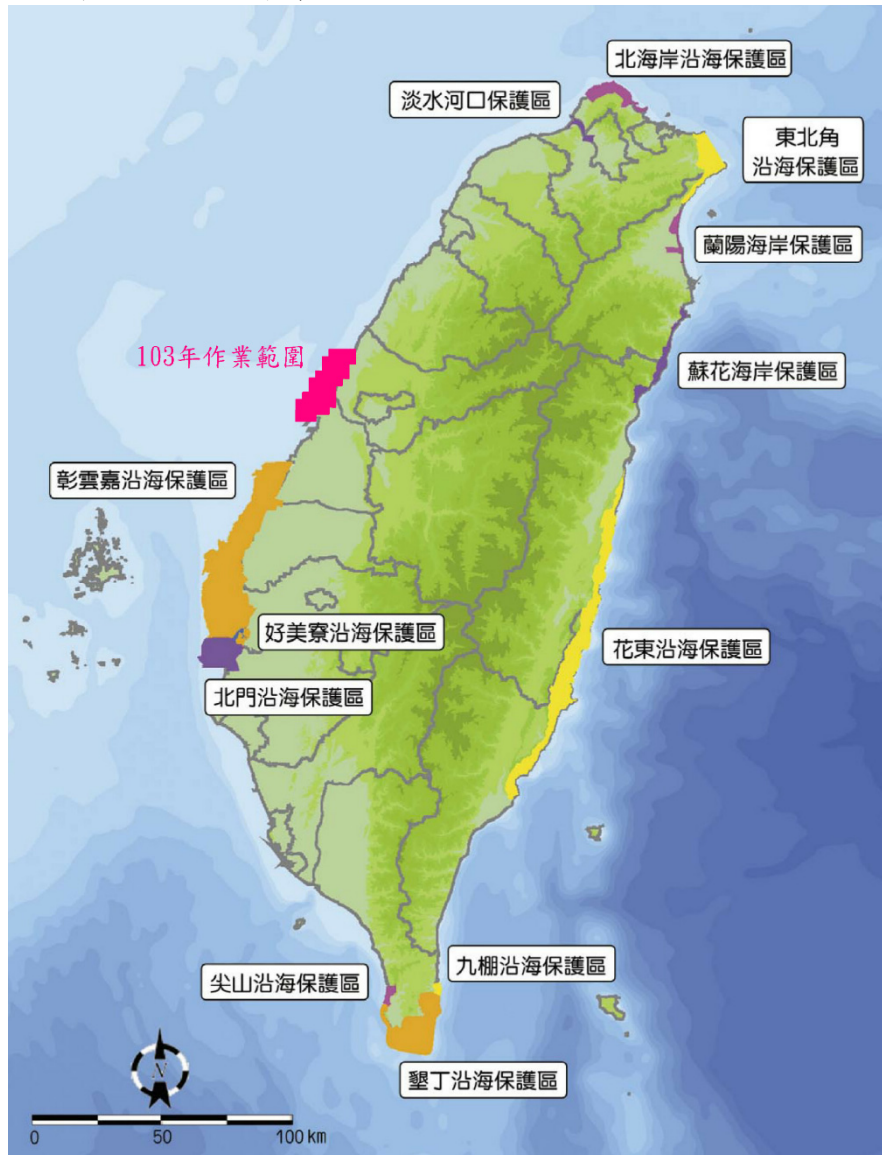 北海岸沿海保護區
淡水河口保護區
東北角
沿海保護區
蘭陽海岸保護區
103年作業範圍
蘇花海岸保護區
彰雲嘉沿海保護區
好美寮沿海保護區
花東沿海保護區
北門沿海保護區
九棚沿海保護區
尖山沿海保護區
墾丁沿海保護區
N
0 50 100 km